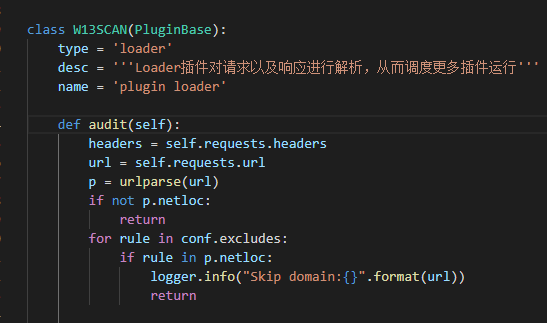 class W13SCAN(PluginBase):
    type = 'loader'
    desc = '''Loader插件对请求以及响应进行解析，从而调度更多插件运行'''
    name = 'plugin loader'
    def audit(self):
        headers = self.requests.headers
        url = self.requests.url
        p = urlparse(url)
        if not p.netloc:
            return
        for rule in conf.excludes:
            if rule in p.netloc:
                logger.info("Skip domain:{}".format(url))
                return